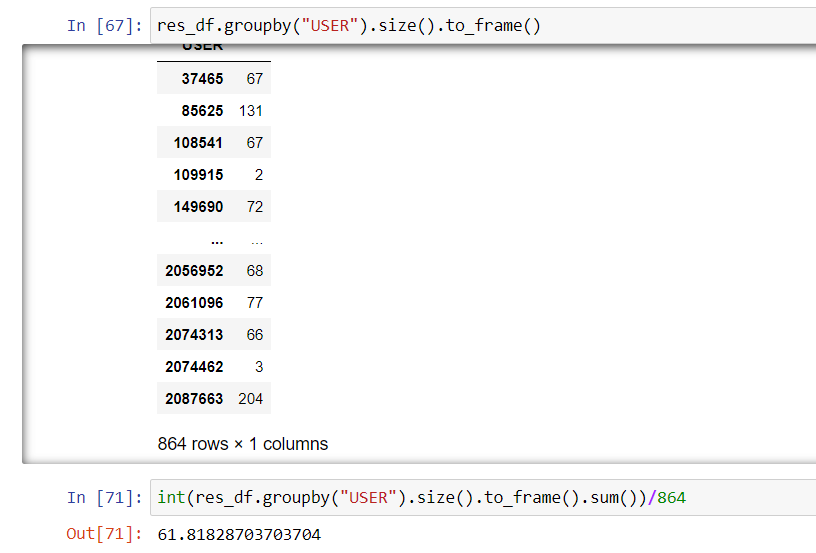 In [67]: res_df.groupby("USER").size().to_frame()
USER
37465 67
85625 131
108541 67
109915 2
149690 72
... ...
2056952 68
2061096 77
2074313 66
2074462 3
2087663 204
864 rows × 1 columns
In [71]: int(res_df.groupby("USER").size().to_frame().sum())/864
Out[71]: 61.81828703703704